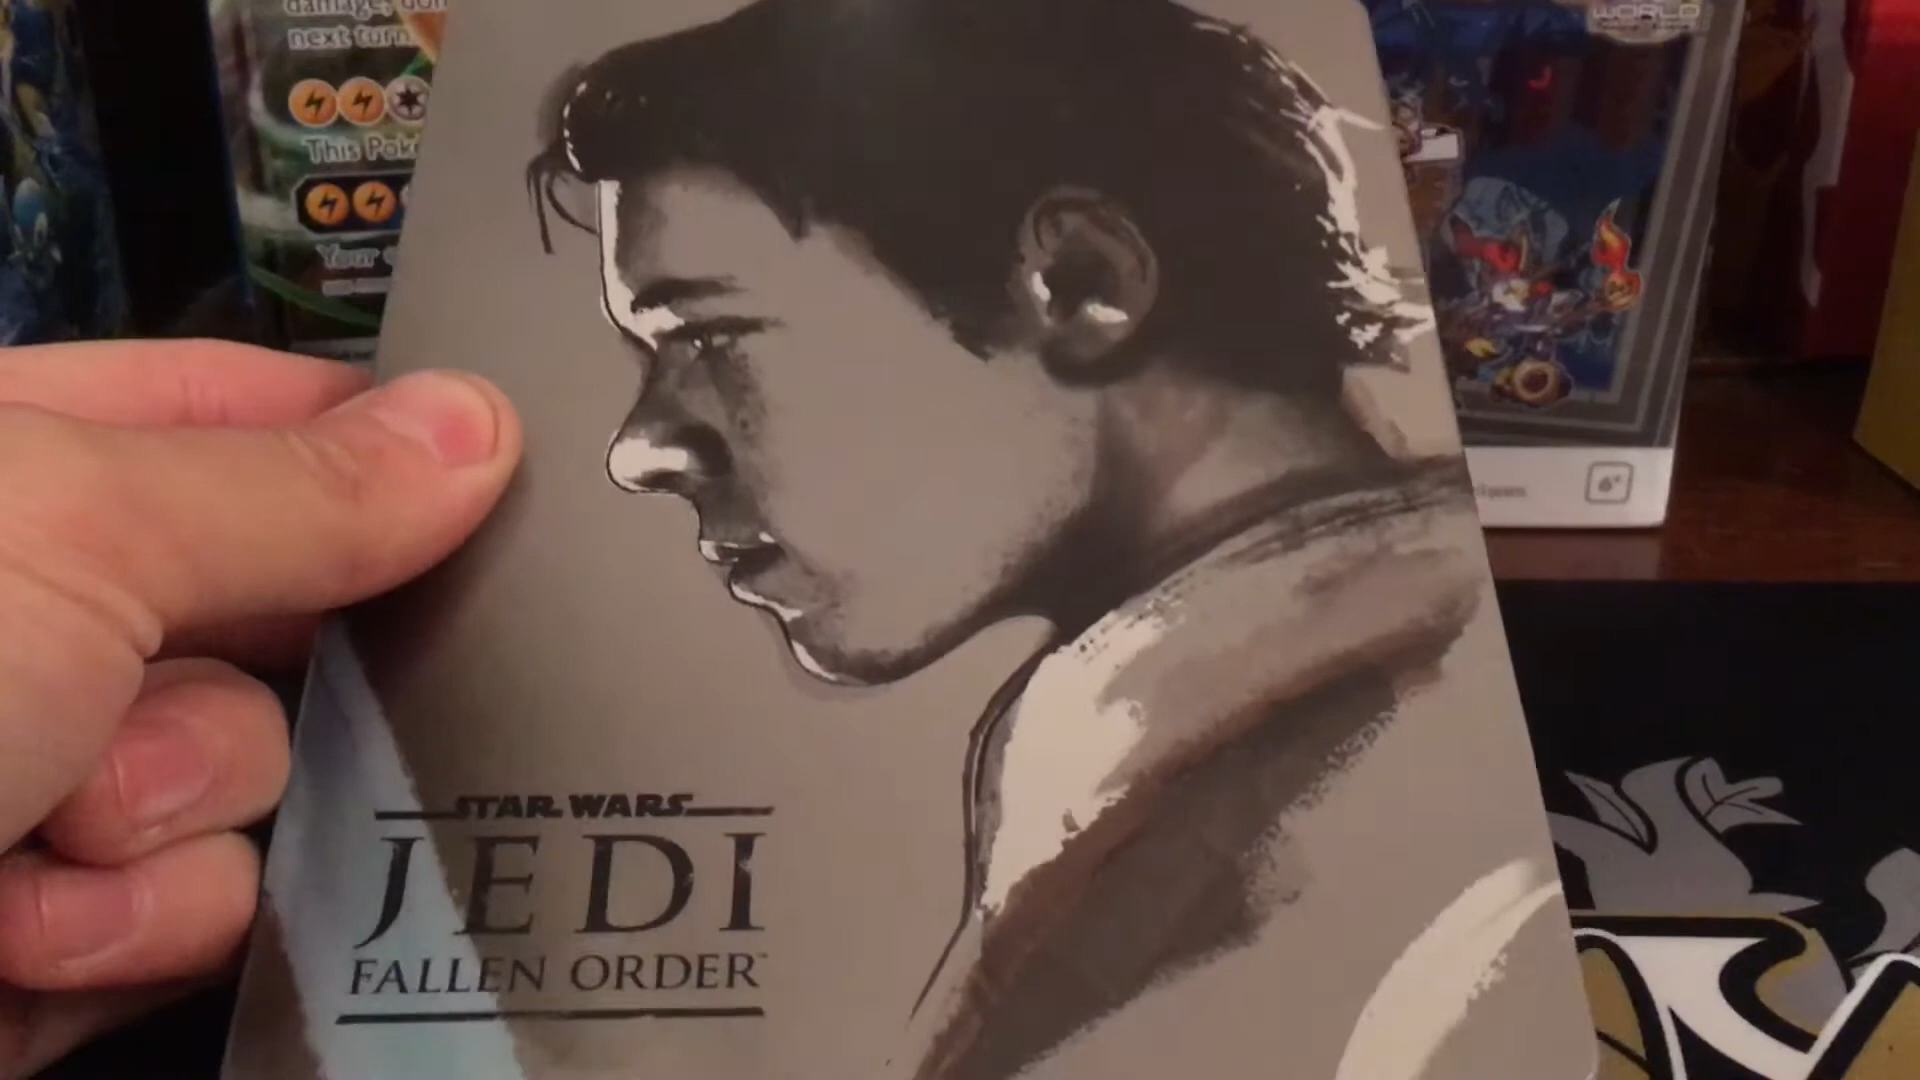 damage, don
next turn.
This Pok
Your
WORLD
STAR WARS
JEDI
FALLEN ORDER